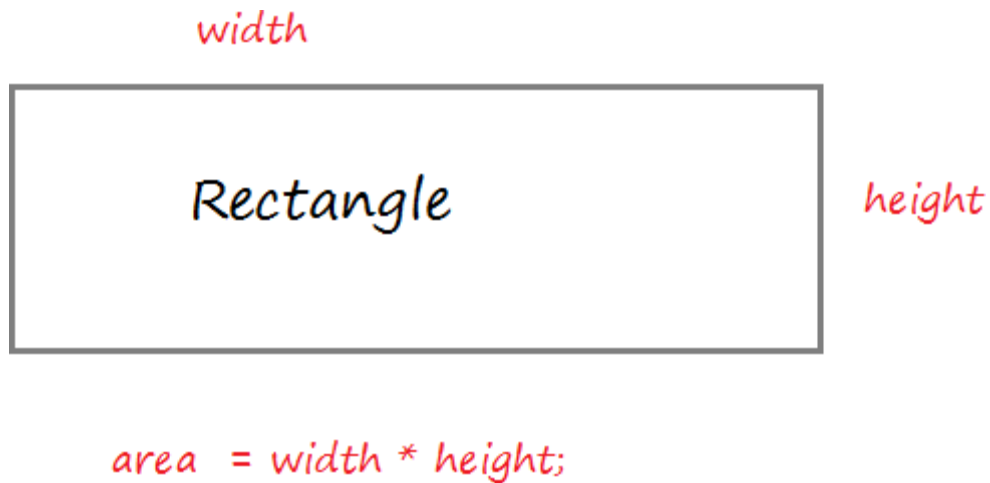 width
Rectangle
height
area = width * height;